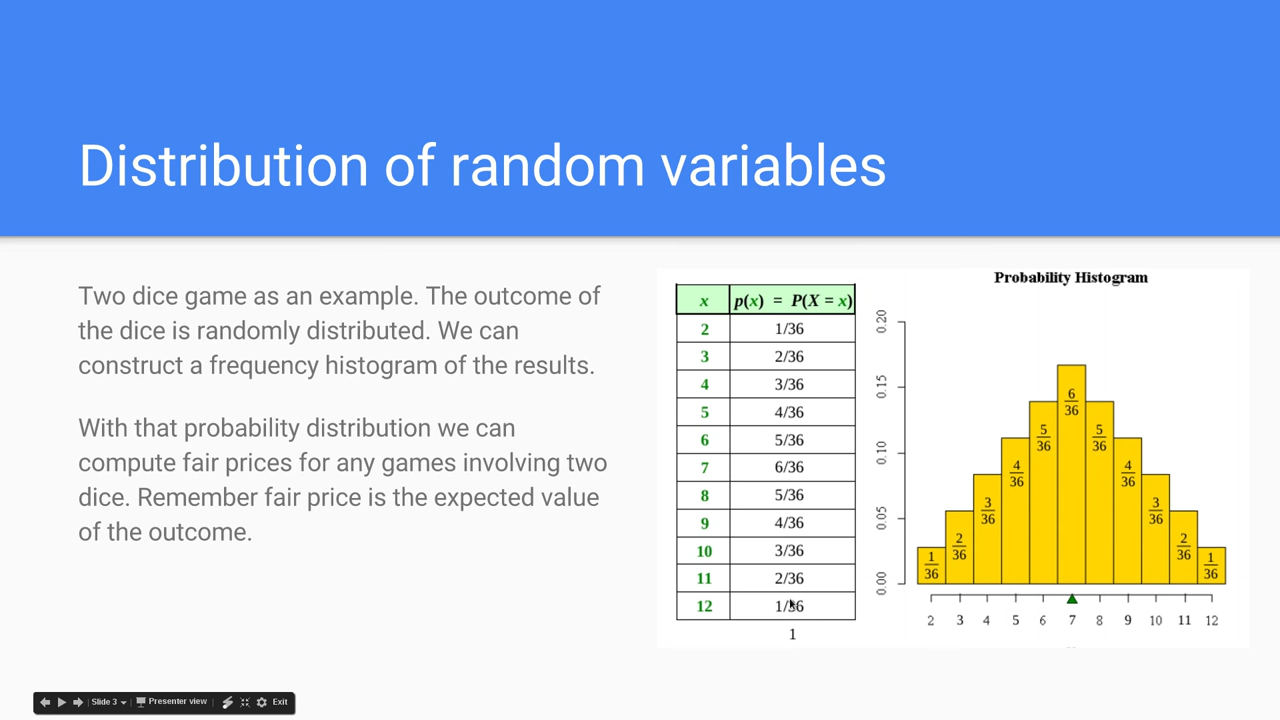 Distribution of random variables
Two dice game as an example. The outcome of
the dice is randomly distributed. We can
construct a frequency histogram of the results.
With that probability distribution we can
compute fair prices for any games involving two
dice. Remember fair price is the expected value
of the outcome.
x p(x) = P(X = x)
2 1/36
3 2/36
4 3/36
5 4/36
6 5/36
7 6/36
8 5/36
9 4/36
10 3/36
11 2/36
12 1/36
1
Probability Histogram
0.20
0.15
0.10
0.05
0.00
1/36 2/36 3/36 4/36 5/36 6/36 5/36 4/36 3/36 2/36 1/36
2 3 4 5 6 7 8 9 10 11 12
Slide 3 Presenter view Exit